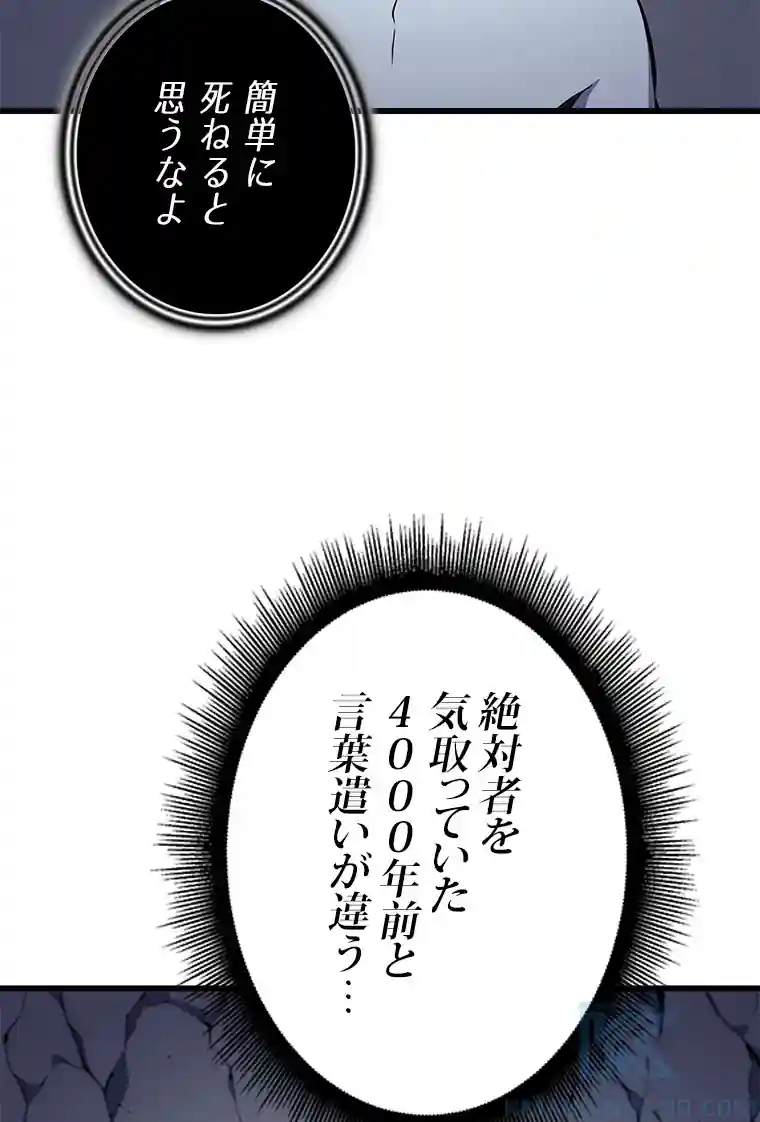 簡単に
死ねると
思うなよ
絶対者を
気取っていた
4000年前と
言葉遣いが違う…